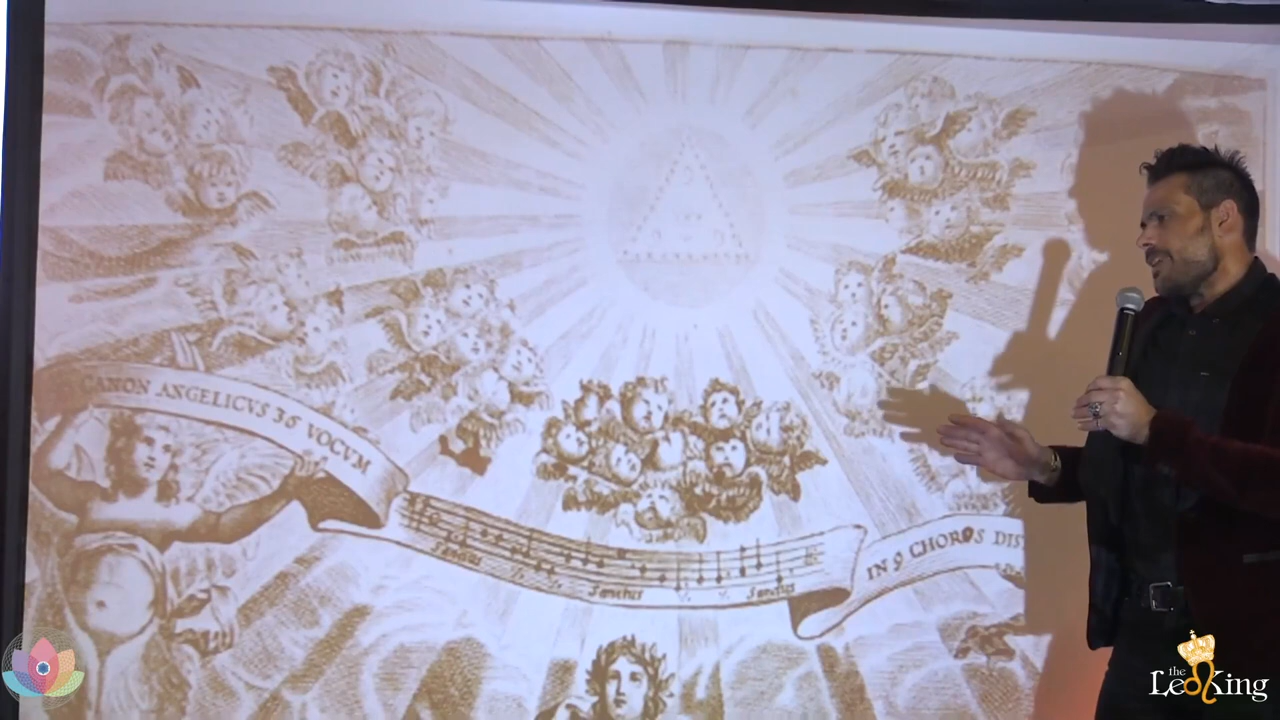 CANON ANGELICVS 36 VOCVM
Sanctus
Sanctus
Sanctus
IN 9 CHOROS DIS
the
LeoKing